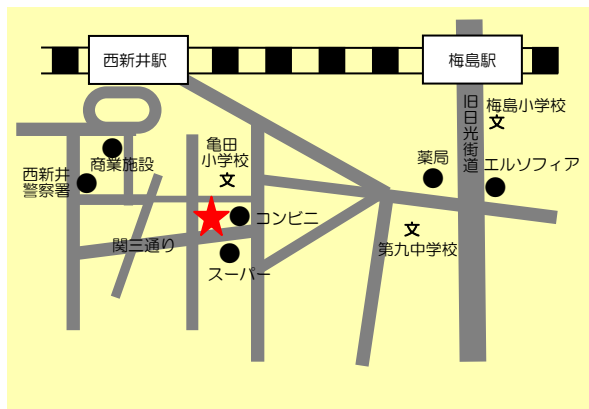 西新井駅
梅島駅
旧日光街道
梅島小学校
文
亀田
小学校
文
薬局
エルソフィア
商業施設
西新井
警察署
コンビニ
文
第九中学校
関三通り
スーパー